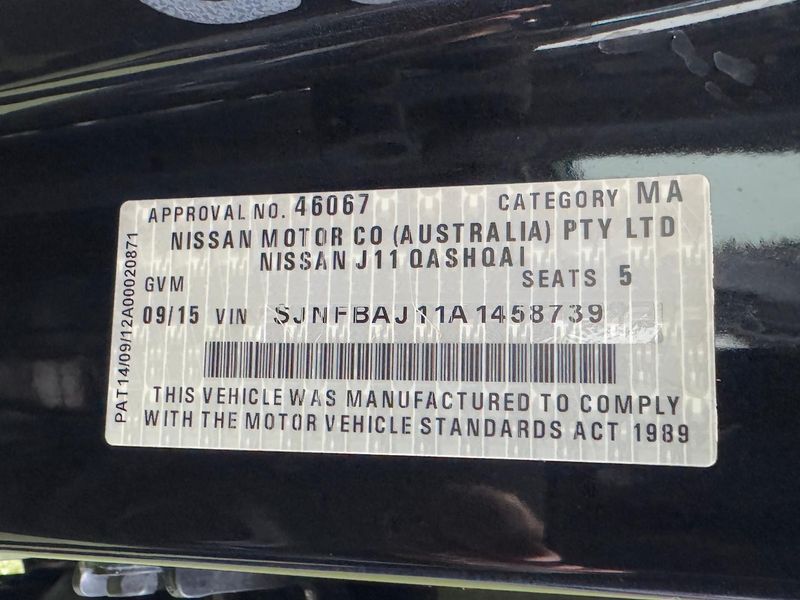 APPROVAL NO. 46067 CATEGORY MA
NISSAN MOTOR CO (AUSTRALIA) PTY LTD
NISSAN J11 QASHQAI
GVM SEATS 5
09/15 VIN SJNFBAJ11A1458739
THIS VEHICLE WAS MANUFACTURED TO COMPLY
WITH THE MOTOR VEHICLE STANDARDS ACT 1989
PAT14/09/12A00020871